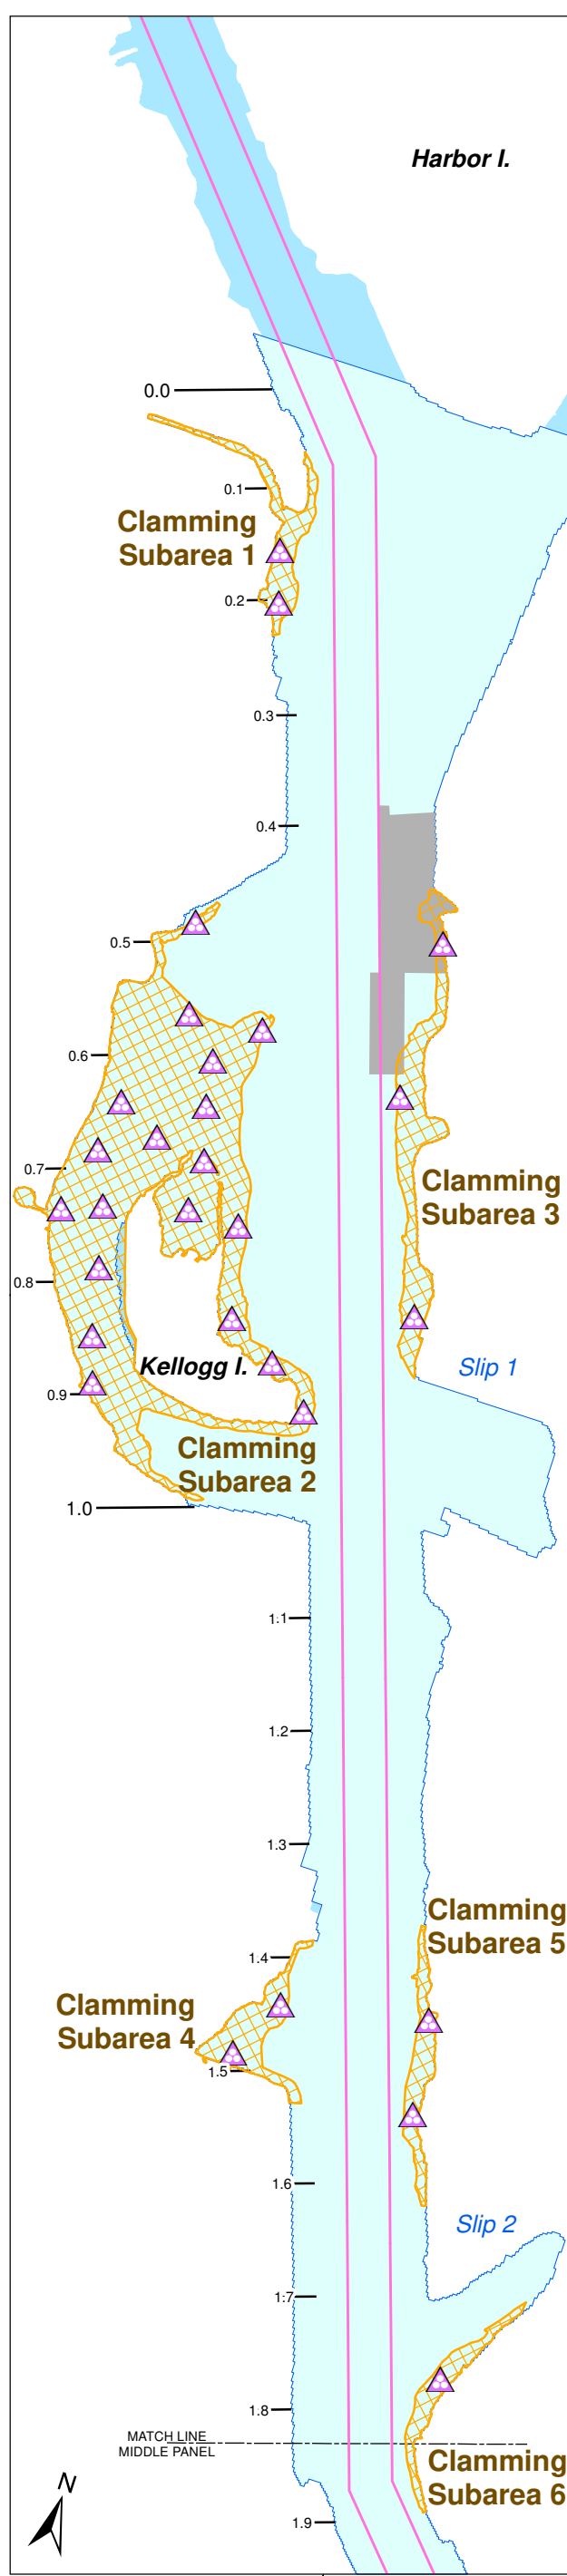 Harbor I.
0.0
0.1
Clamming
Subarea 1
0.2
0.3
0.4
0.5
0.6
0.7
Clamming
Subarea 3
0.8
Kellogg I.
Slip 1
0.9
Clamming
Subarea 2
1.0
1:1
1.2
1.3
Clamming
Subarea 5
1.4
Clamming
Subarea 4
1.5
1.6
Slip 2
1:7
1.8
MATCH LINE
MIDDLE PANEL
Clamming
Subarea 6
N
1.9